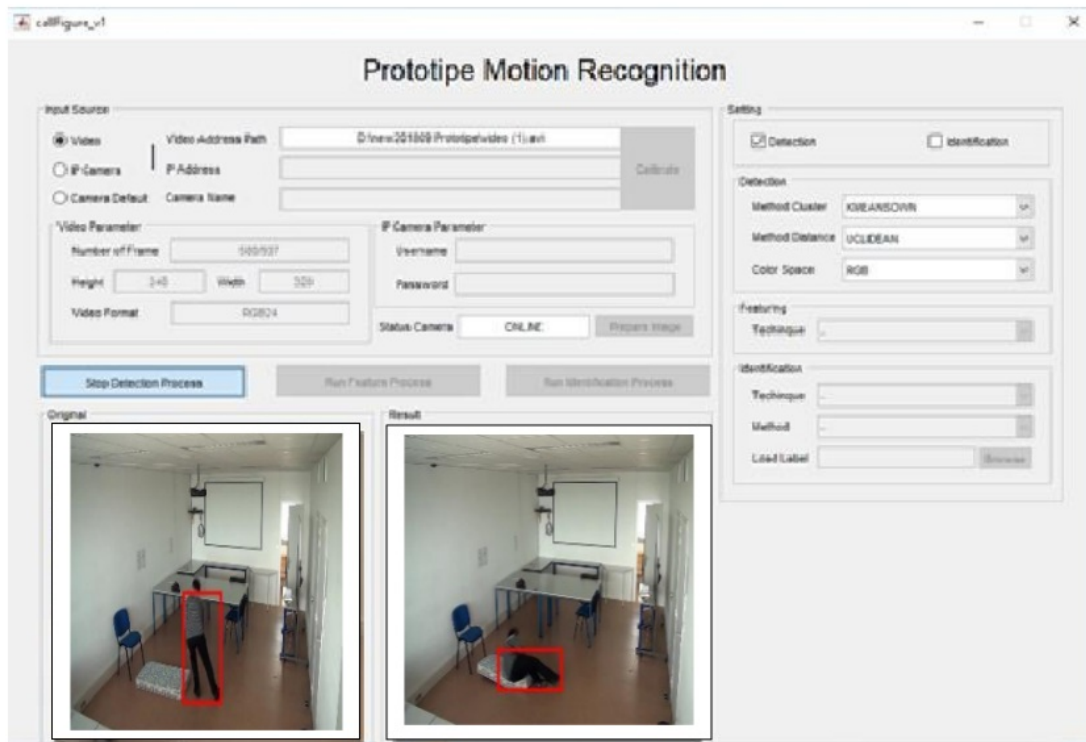 callFigure_v1
Prototipe Motion Recognition
Input Source
Video
Video Address Path
IP Camera
IP Address
Calibrate
Camera Default
Camera Name
Video Parameter
Number of Frame
Height
Width
Video Format
RGB24
IP Camera Parameter
Username
Password
Status Camera
ONLINE
Prepare Image
Setting
Detection
Identification
Detection
Method Cluster
KMEANSOWN
Method Distance
UCLIDEAN
Color Space
RGB
Featuring
Techinque
Identification
Techinque
Method
Load Label
Browse
Stop Detection Process
Run Feature Process
Run Identification Process
Original
Result